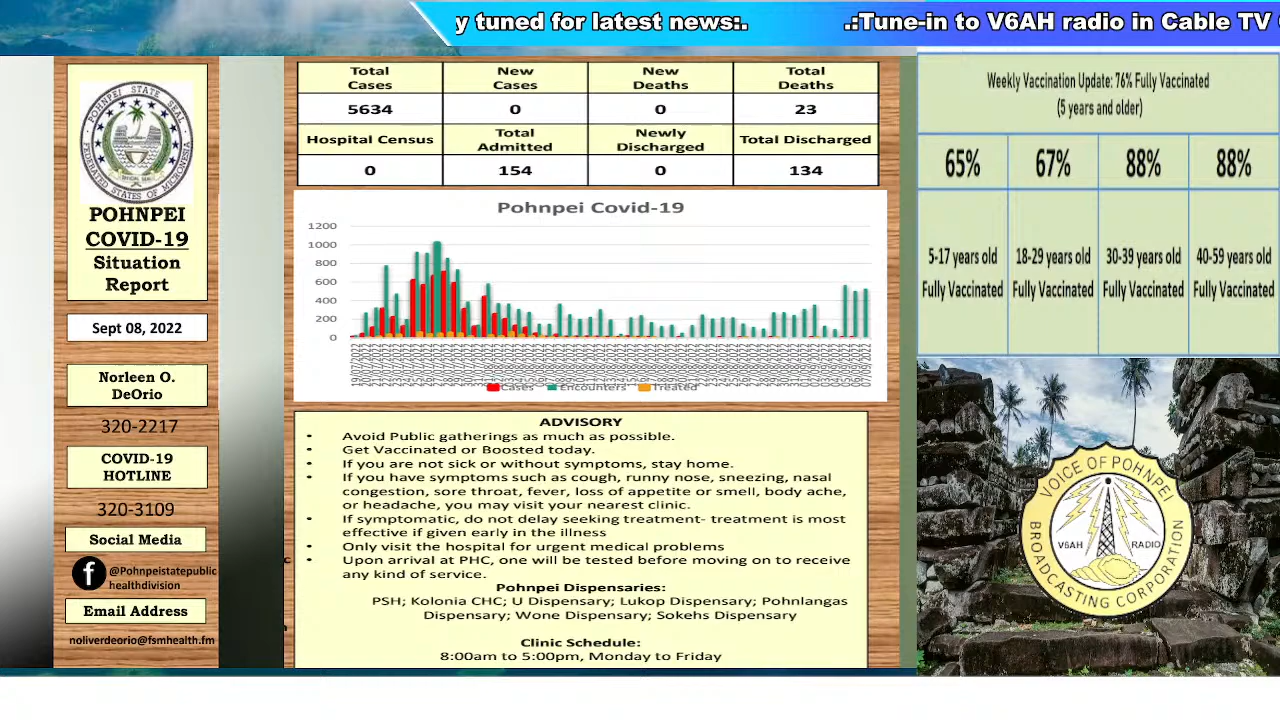 y tuned for latest news:.
.:Tune-in to V6AH radio in Cable TV
POHNPEI STATE SEAL
OFFICIAL SEAL
FEDERATED STATES OF MICRONESIA
POHNPEI
COVID-19
Situation
Report
Sept 08, 2022
Norleen O.
DeOrio
320-2217
COVID-19
HOTLINE
320-3109
Social Media
f
@Pohnpeistatepublic
healthdivision
Email Address
noliverdeorio@fsmhealth.fm
Total Cases
New Cases
New Deaths
Total Deaths
5634
0
0
23
Hospital Census
Total Admitted
Newly Discharged
Total Discharged
0
154
0
134
Pohnpei Covid-19
1200
1000
800
600
400
200
0
Cases
Encounters
Treated
ADVISORY
• Avoid Public gatherings as much as possible.
• Get Vaccinated or Boosted today.
• If you are not sick or without symptoms, stay home.
• If you have symptoms such as cough, runny nose, sneezing, nasal
congestion, sore throat, fever, loss of appetite or smell, body ache,
or headache, you may visit your nearest clinic.
• If symptomatic, do not delay seeking treatment- treatment is most
effective if given early in the illness
• Only visit the hospital for urgent medical problems
• Upon arrival at PHC, one will be tested before moving on to receive
any kind of service.
Pohnpei Dispensaries:
PSH; Kolonia CHC; U Dispensary; Lukop Dispensary; Pohnlangas
Dispensary; Wone Dispensary; Sokehs Dispensary
Clinic Schedule:
8:00am to 5:00pm, Monday to Friday
Weekly Vaccination Update: 76% Fully Vaccinated
(5 years and older)
65%
67%
88%
88%
5-17 years old
Fully Vaccinated
18-29 years old
Fully Vaccinated
30-39 years old
Fully Vaccinated
40-59 years old
Fully Vaccinated
VOICE OF POHNPEI
V6AH RADIO
BROADCASTING CORPORATION